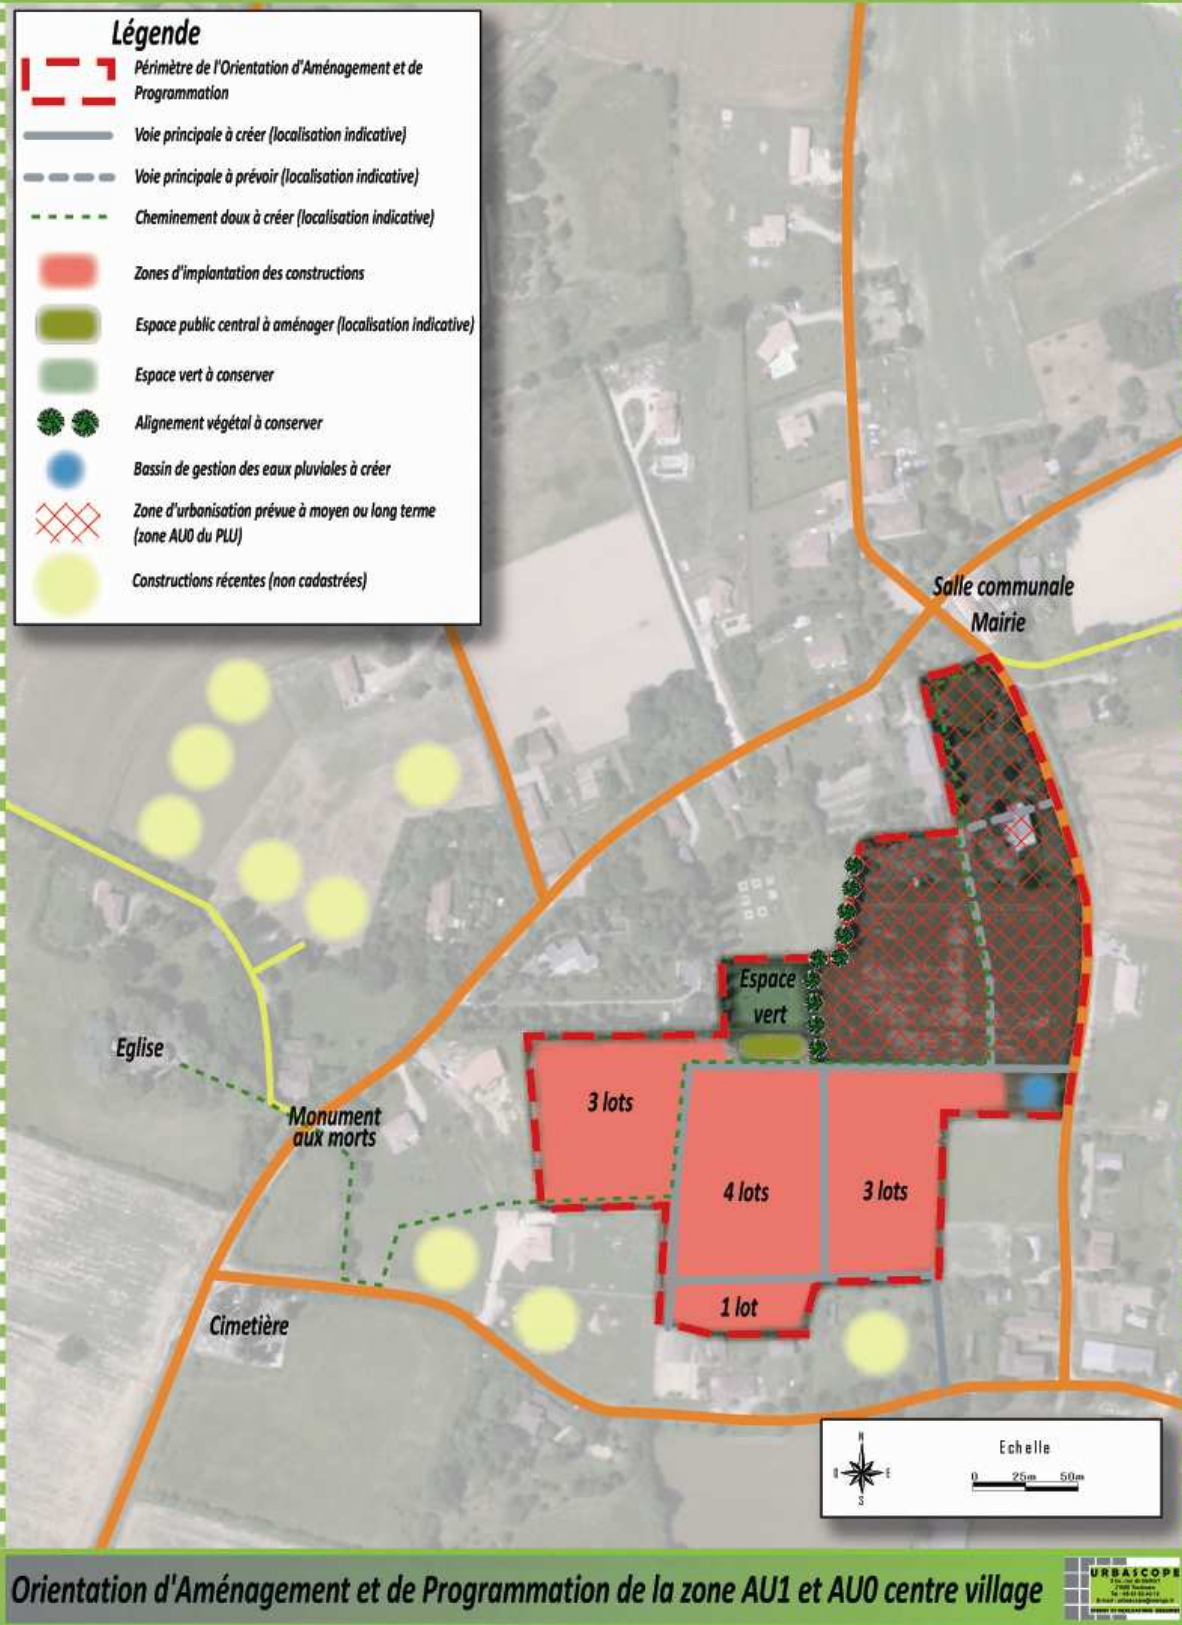 Légende
Périmètre de l'Orientation d'Aménagement et de
Programmation
Voie principale à créer (localisation indicative)
Voie principale à prévoir (localisation indicative)
Cheminement doux à créer (localisation indicative)
Zones d'implantation des constructions
Espace public central à aménager (localisation indicative)
Espace vert à conserver
Alignement végétal à conserver
Bassin de gestion des eaux pluviales à créer
Zone d'urbanisation prévue à moyen ou long terme
(zone AU0 du PLU)
Constructions récentes (non cadastrées)
Salle communale
Mairie
Espace
vert
Eglise
Monument
aux morts
3 lots
4 lots
3 lots
1 lot
Cimetière
N
O E
S
Echelle
0 25m 50m
Orientation d'Aménagement et de Programmation de la zone AU1 et AU0 centre village
URBASCOPE